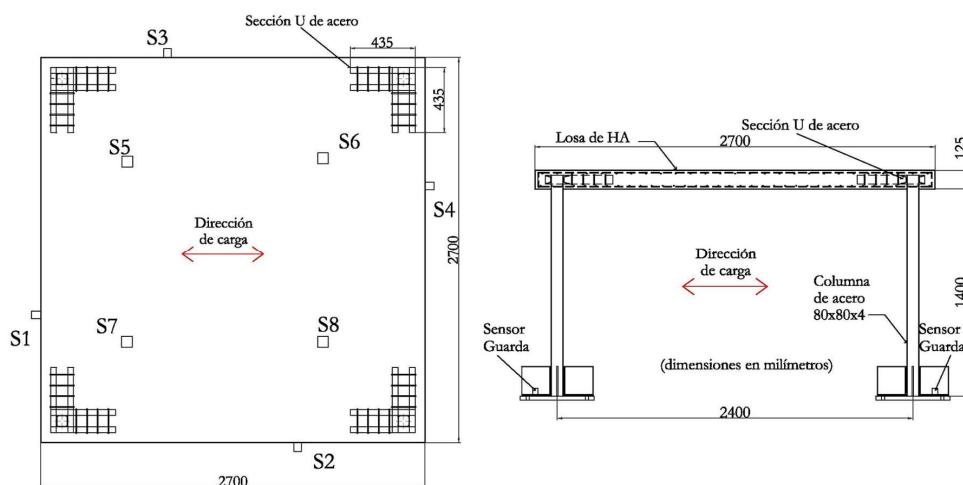 Sección U de acero
S3
435
435
S5
S6
S4
Dirección
de carga
2700
S1
S7
S8
S2
2700
Sección U de acero
Losa de HA
2700
125
Dirección
de carga
Columna
de acero
80x80x4
1400
Sensor
Guarda
(dimensiones en milímetros)
Sensor
Guarda
2400